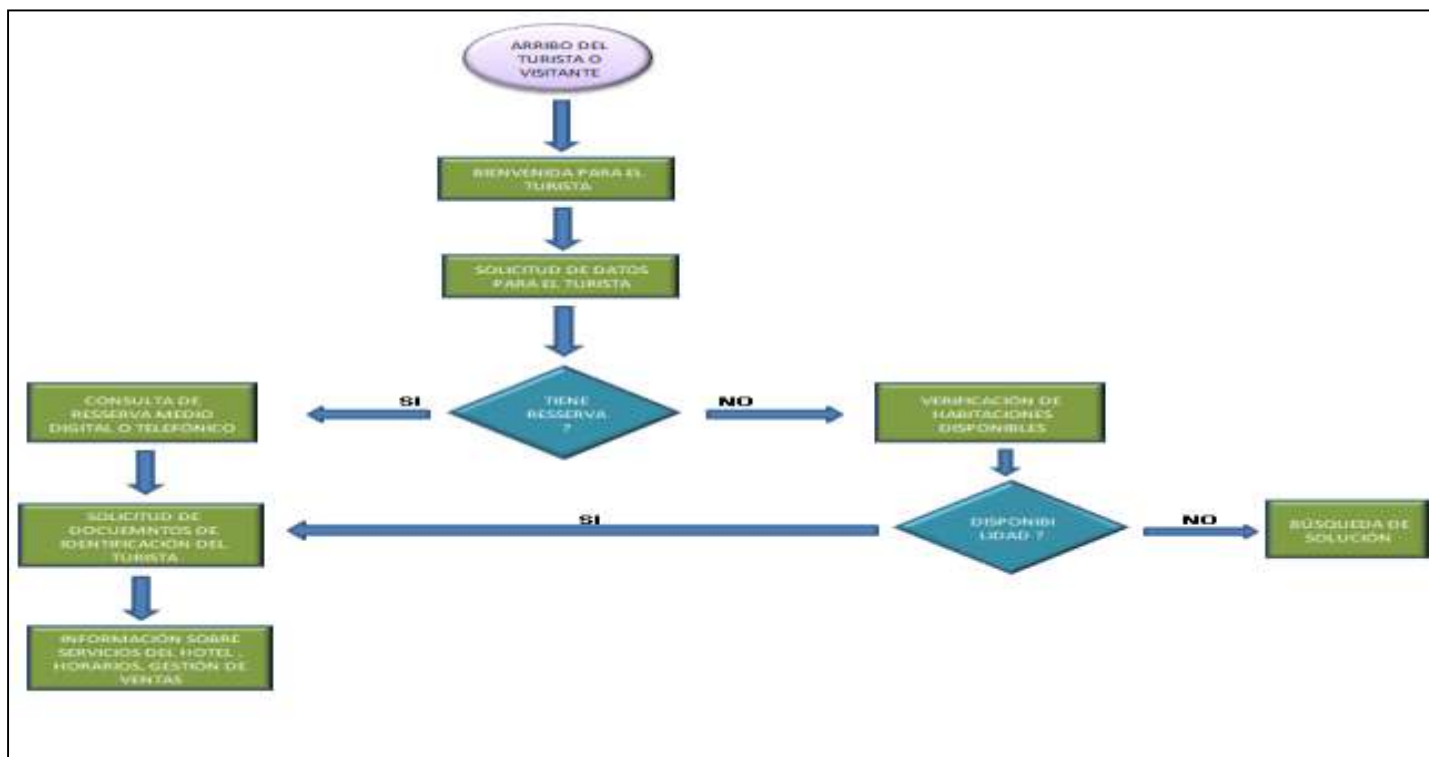 ARRIBO DEL
TURISTA O
VISITANTE
BIENVENIDA PARA EL
TURISTA
SOLICITUD DE DATOS
PARA EL TURISTA
TIENE
RESSERVA
?
SI
NO
CONSULTA DE
RESSERVA MEDIO
DIGITAL O TELEFÓNICO
VERIFICACIÓN DE
HABITACIONES
DISPONIBLES
SOLICITUD DE
DOCUEMNTOS DE
IDENTIFICACIÓN DEL
TURISTA
SI
DISPONIBI
LIDAD ?
NO
BÚSQUEDA DE
SOLUCIÓN
INFORMACIÓN SOBRE
SERVICIOS DEL HOTEL ,
HORARIOS, GESTIÓN DE
VENTAS